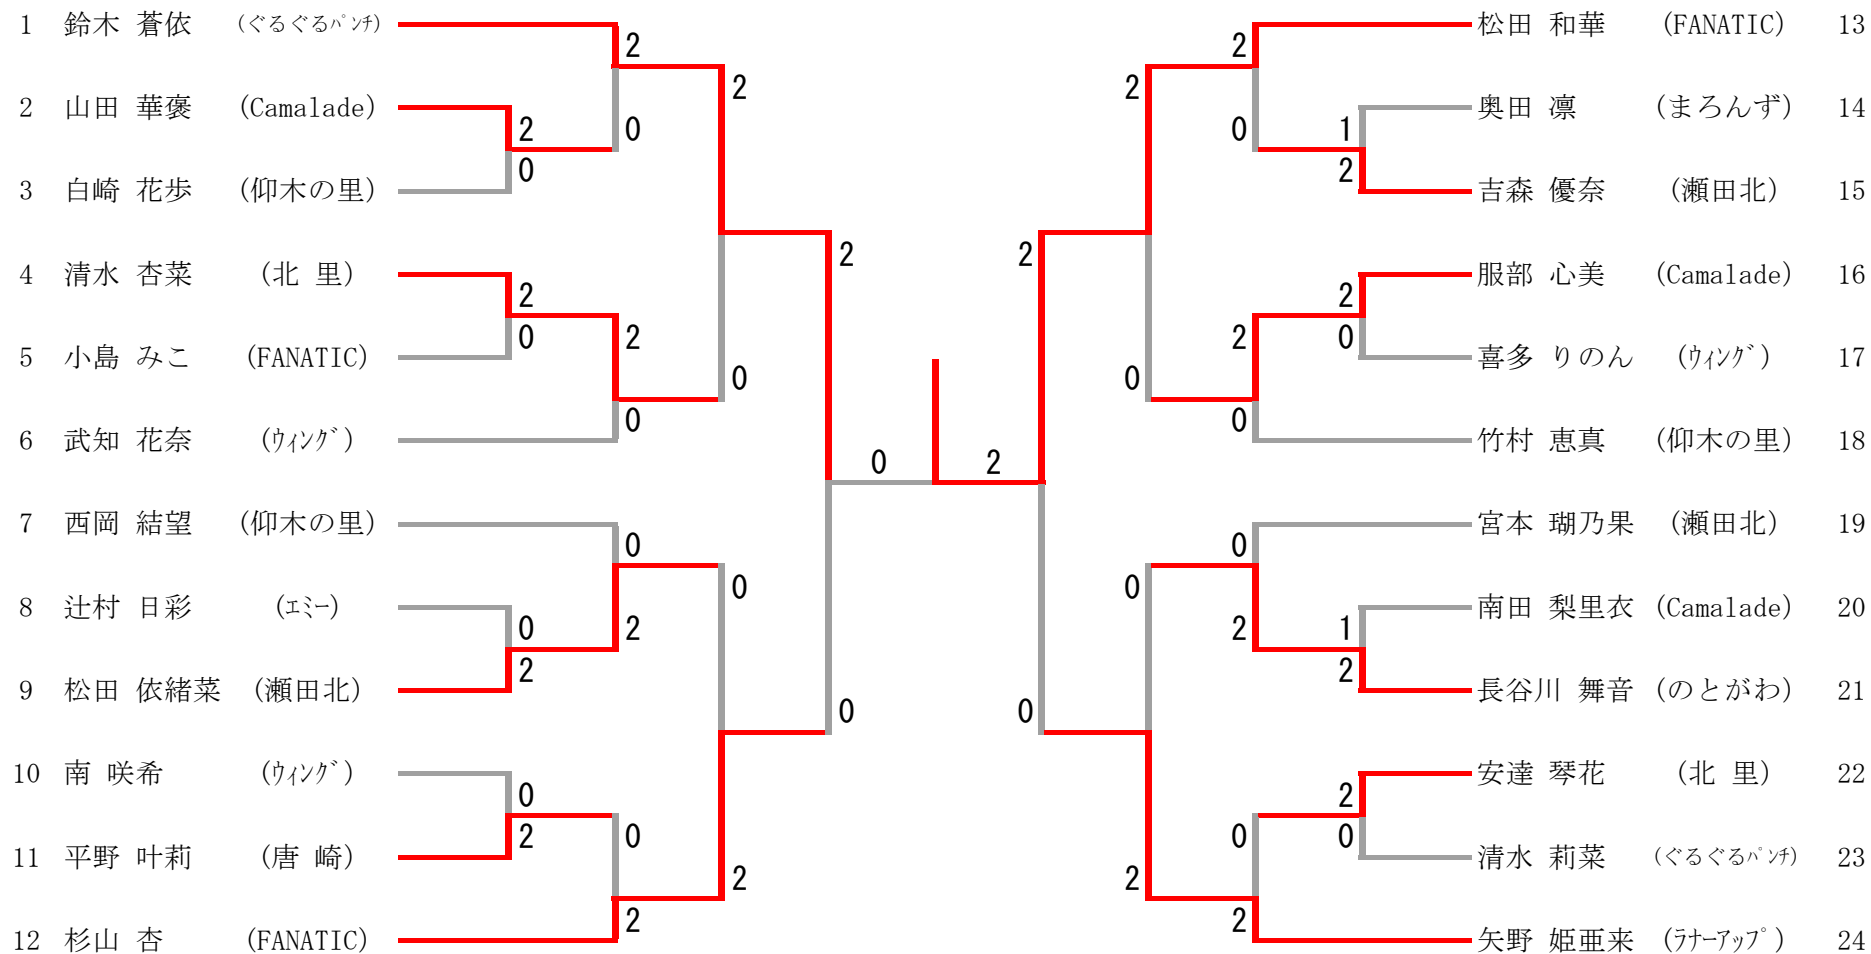 1 鈴木 蒼依 (ぐるぐるパンチ)
2
2
松田 和華 (FANATIC) 13
2 2
2 山田 華褒 (Camalade)
2 0
0 1
奥田 凛 (まろんず) 14
0 2
3 白崎 花歩 (仰木の里)
吉森 優奈 (瀬田北) 15
2 2
4 清水 杏菜 (北 里)
服部 心美 (Camalade) 16
2 2
0 2 2 0
5 小島 みこ (FANATIC)
喜多 りのん (ウィング) 17
0 0
0 0
6 武知 花奈 (ウィング)
竹村 恵真 (仰木の里) 18
0 2
7 西岡 結望 (仰木の里)
宮本 瑚乃果 (瀬田北) 19
0 0
0 0
8 辻村 日彩 (エミー)
南田 梨里衣 (Camalade) 20
0 2 2 1
2 2
9 松田 依緒菜 (瀬田北)
長谷川 舞音 (のとがわ) 21
0 0
10 南 咲希 (ウィング)
安達 琴花 (北 里) 22
0 2
2 0 0 0
11 平野 叶莉 (唐 崎)
清水 莉菜 (ぐるぐるパンチ) 23
2 2
2 2
12 杉山 杏 (FANATIC)
矢野 姫亜来 (ラナーアップ) 24